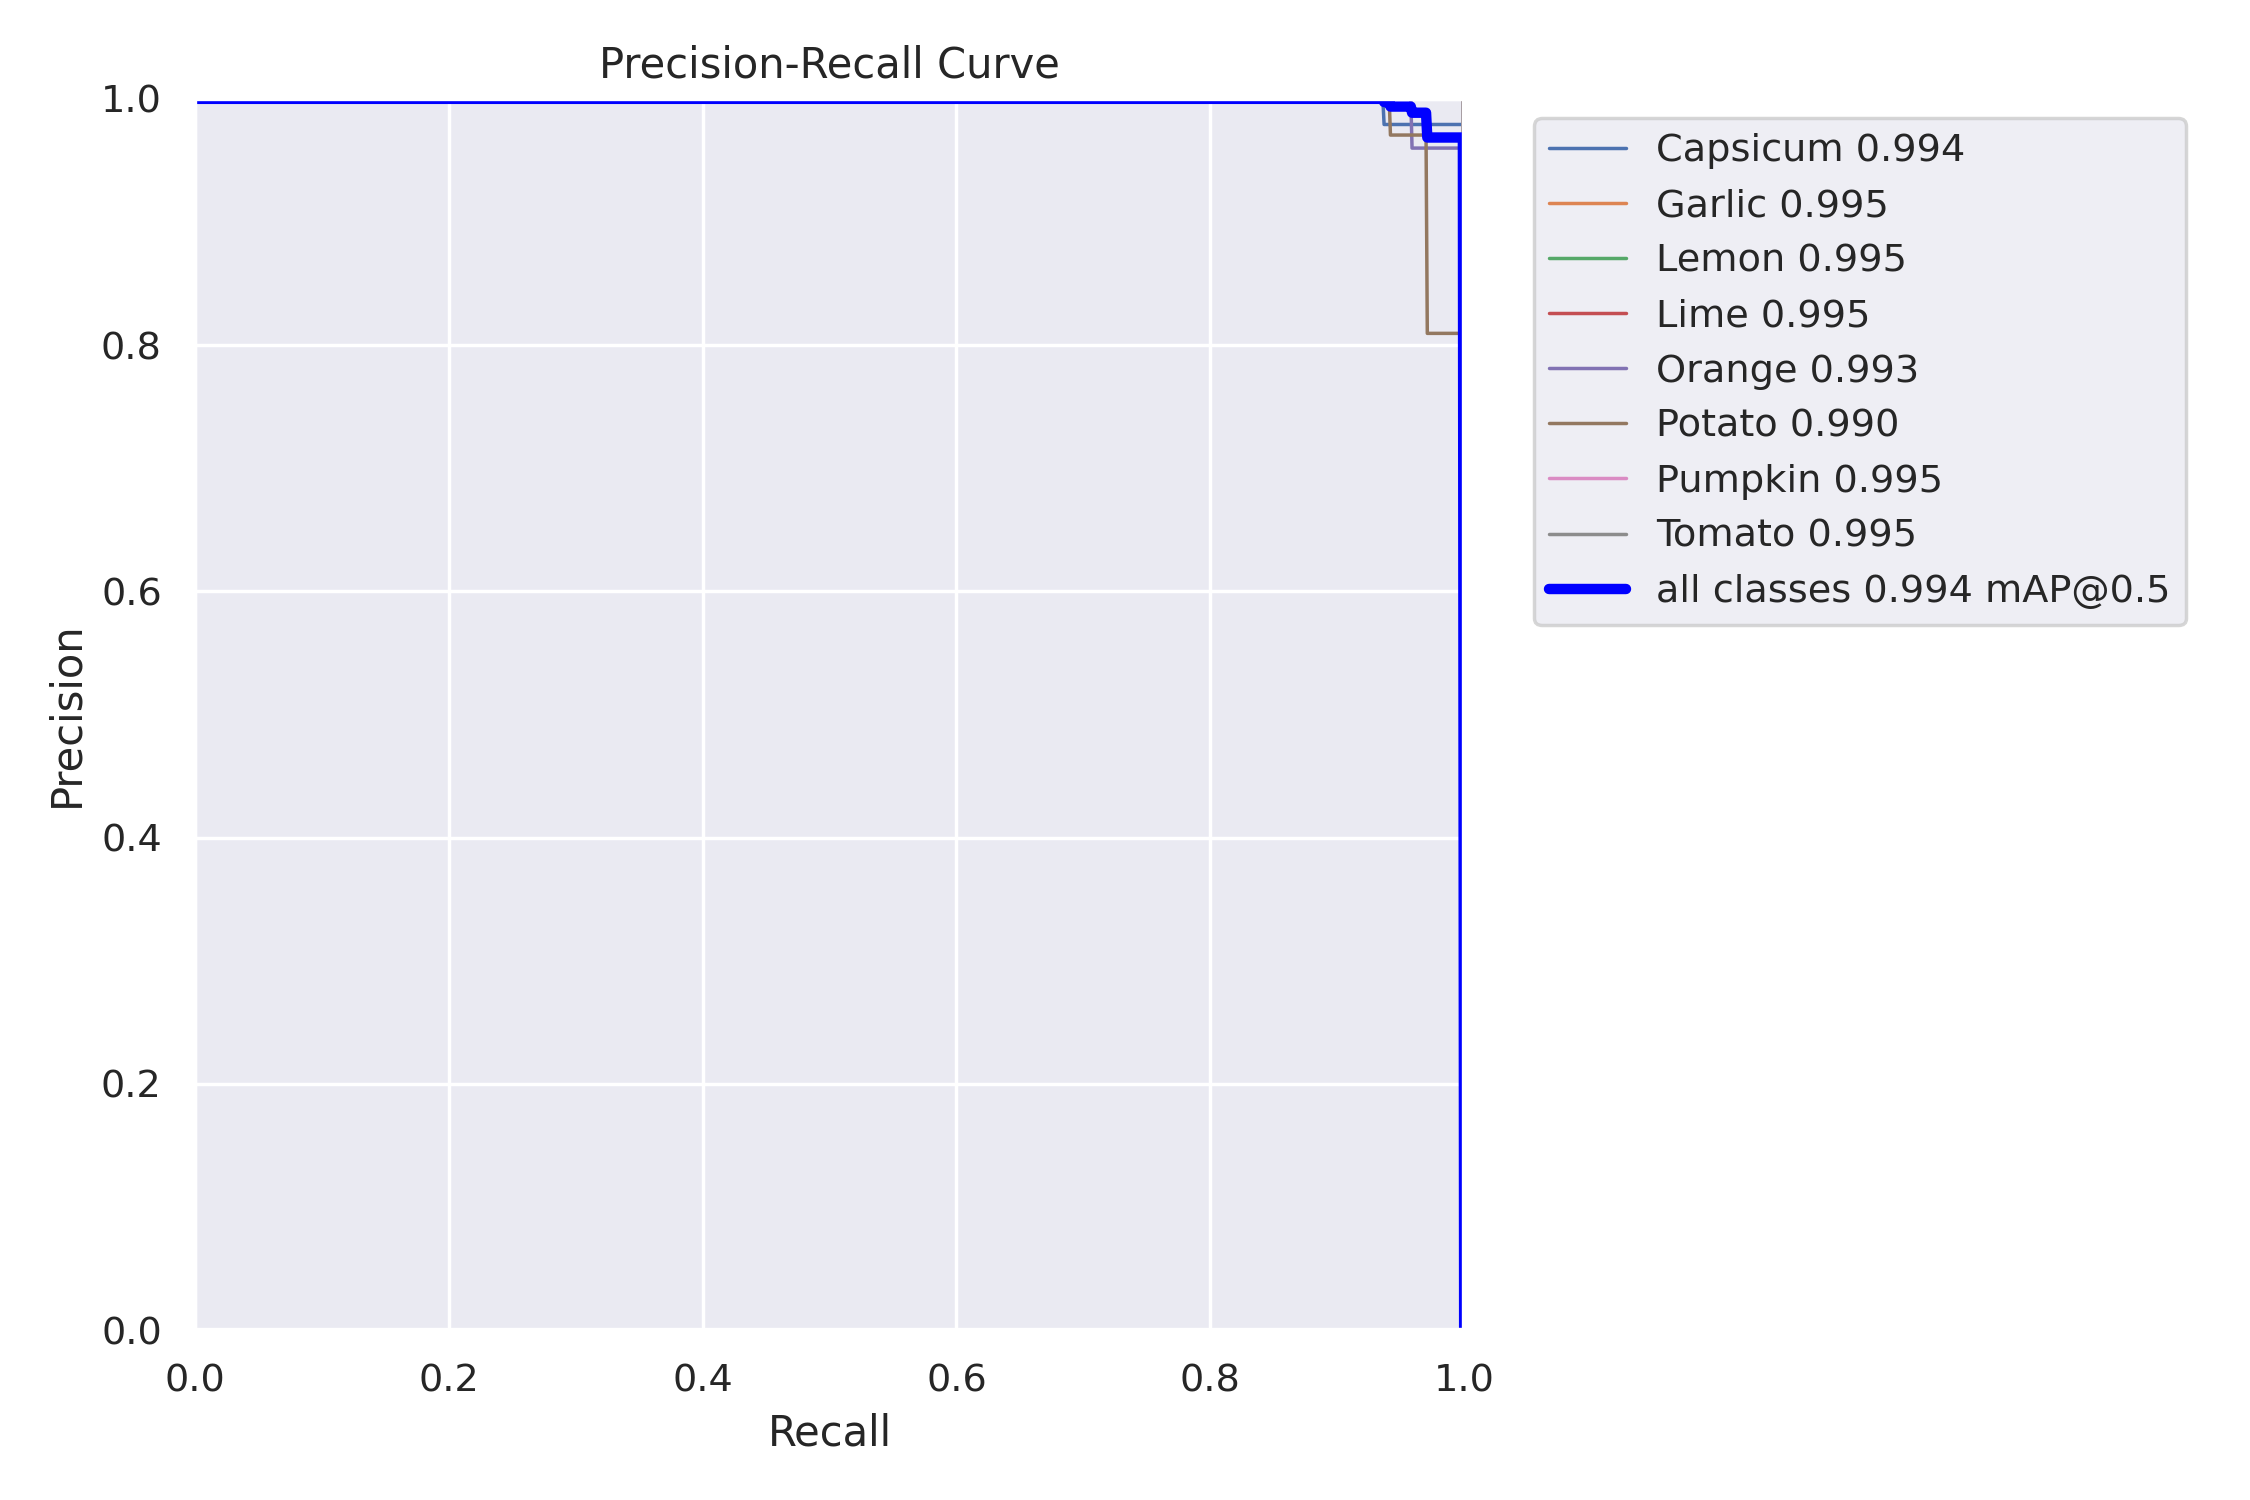 Precision-Recall Curve
1.0
0.8
0.6
0.4
0.2
0.0
Precision
0.0 0.2 0.4 0.6 0.8 1.0
Recall
Capsicum 0.994
Garlic 0.995
Lemon 0.995
Lime 0.995
Orange 0.993
Potato 0.990
Pumpkin 0.995
Tomato 0.995
all classes 0.994 mAP@0.5